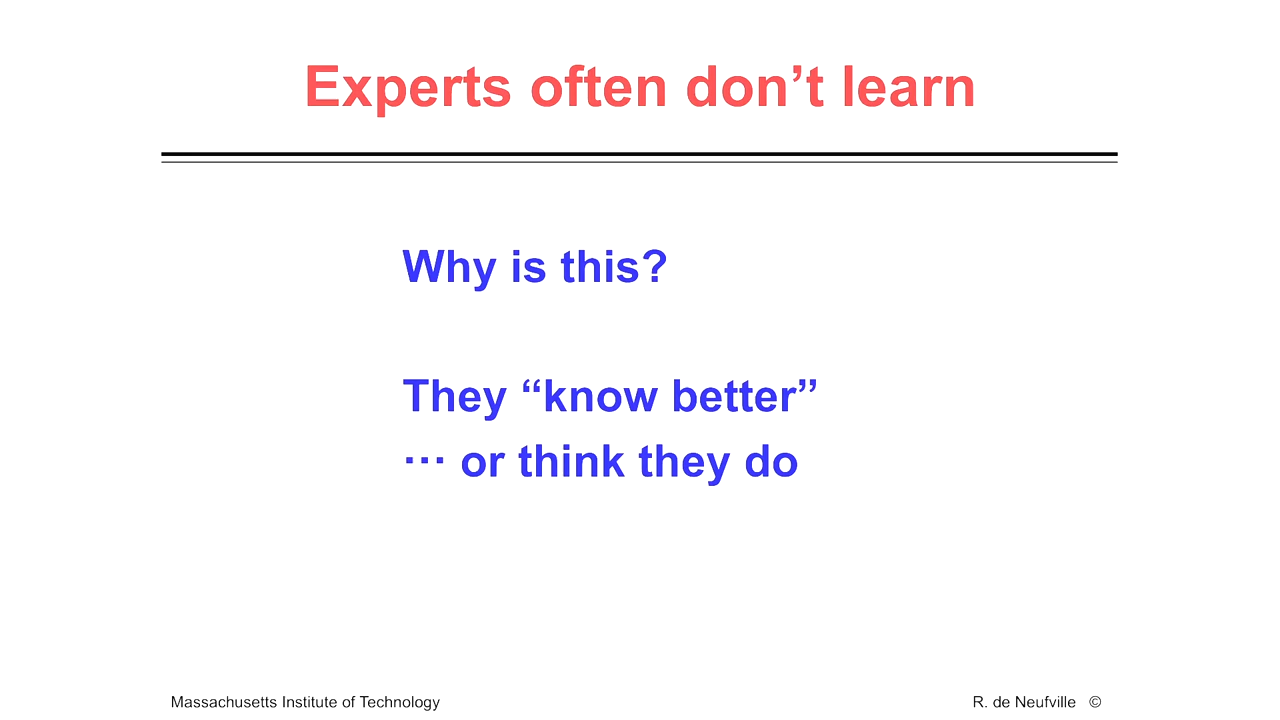 Experts often don’t learn
Why is this?
They “know better”
… or think they do
Massachusetts Institute of Technology
R. de Neufville ©